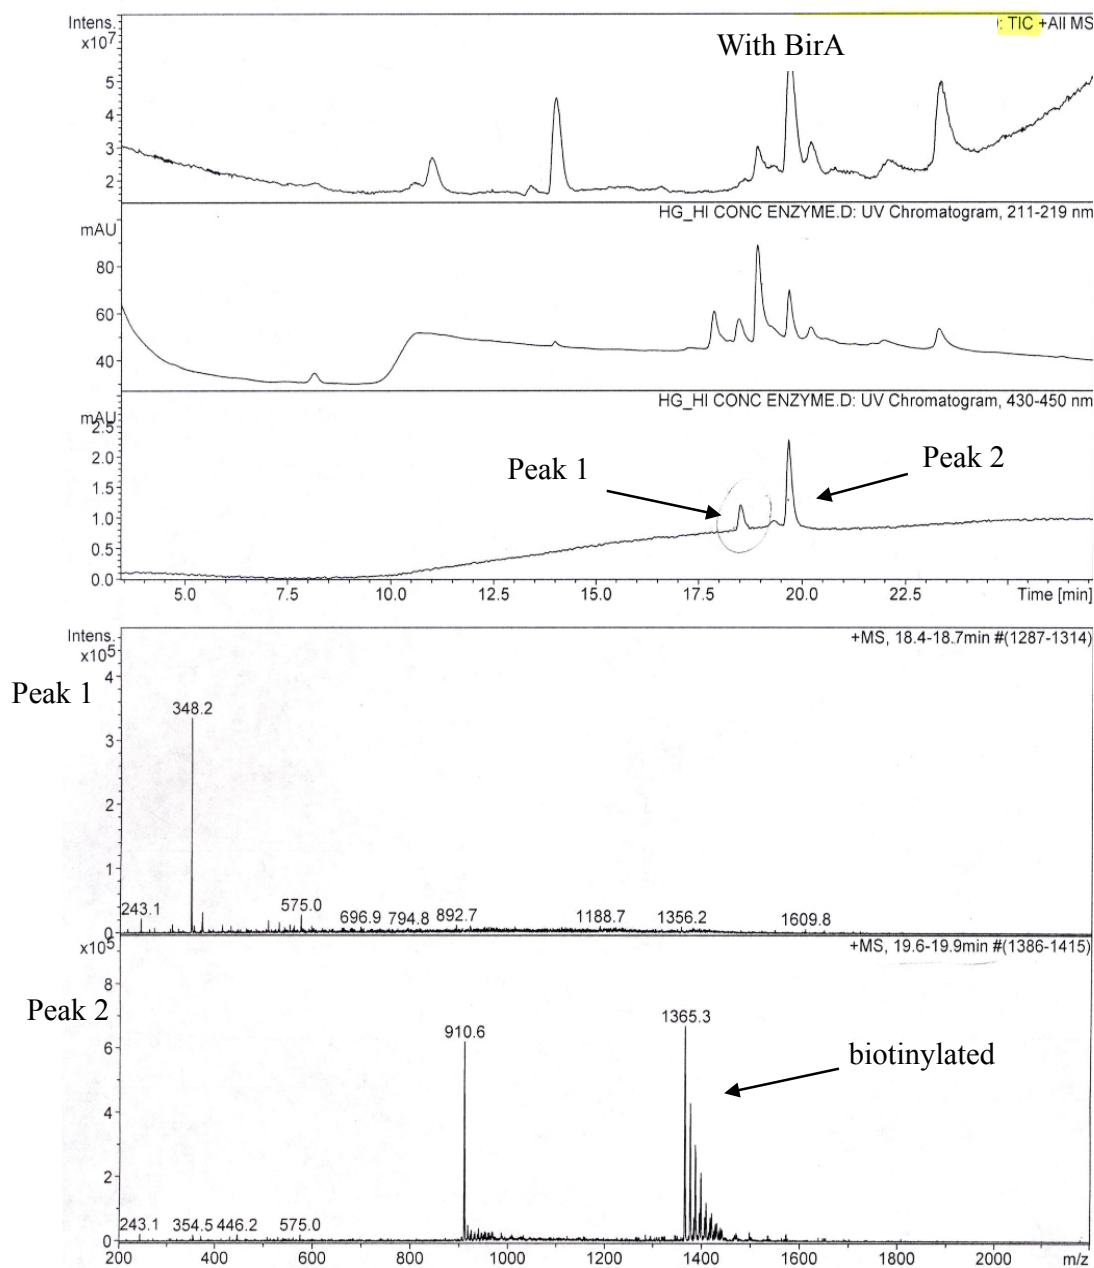 Intens.
x10⁷
: TIC +All MS
With BirA
5
4
3
2
HG_HI CONC ENZYME.D: UV Chromatogram, 211-219 nm
mAU
80
60
40
HG_HI CONC ENZYME.D: UV Chromatogram, 430-450 nm
mAU
2.5
2.0
1.5
1.0
0.5
0.0
Peak 1
Peak 2
5.0 7.5 10.0 12.5 15.0 17.5 20.0 22.5 Time [min]
Intens.
x10⁵
+MS, 18.4-18.7min #(1287-1314)
Peak 1
4
3
2
1
0
348.2
243.1 575.0 696.9 794.8 892.7 1188.7 1356.2 1609.8
x10⁵
+MS, 19.6-19.9min #(1386-1415)
Peak 2
8
6
4
2
0
910.6
1365.3
biotinylated
243.1 354.5 446.2 575.0
200 400 600 800 1000 1200 1400 1600 1800 2000 m/z